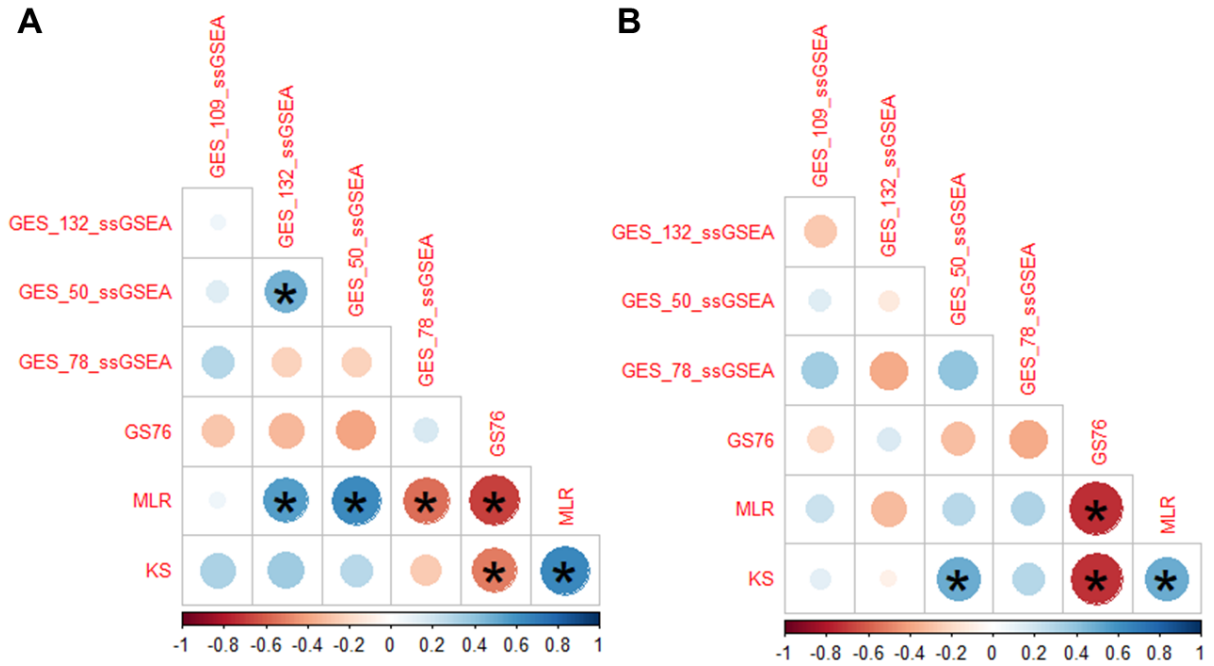 A
GES_109_ssGSEA
GES_132_ssGSEA
GES_50_ssGSEA
GES_78_ssGSEA
GS76
MLR
GES_132_ssGSEA
GES_50_ssGSEA
*
GES_78_ssGSEA
GS76
MLR
* * * *
KS
* *
-1 -0.8 -0.6 -0.4 -0.2 0 0.2 0.4 0.6 0.8 1
B
GES_109_ssGSEA
GES_132_ssGSEA
GES_50_ssGSEA
GES_78_ssGSEA
GS76
MLR
GES_132_ssGSEA
GES_50_ssGSEA
GES_78_ssGSEA
GS76
MLR
*
KS
* * *
-1 -0.8 -0.6 -0.4 -0.2 0 0.2 0.4 0.6 0.8 1